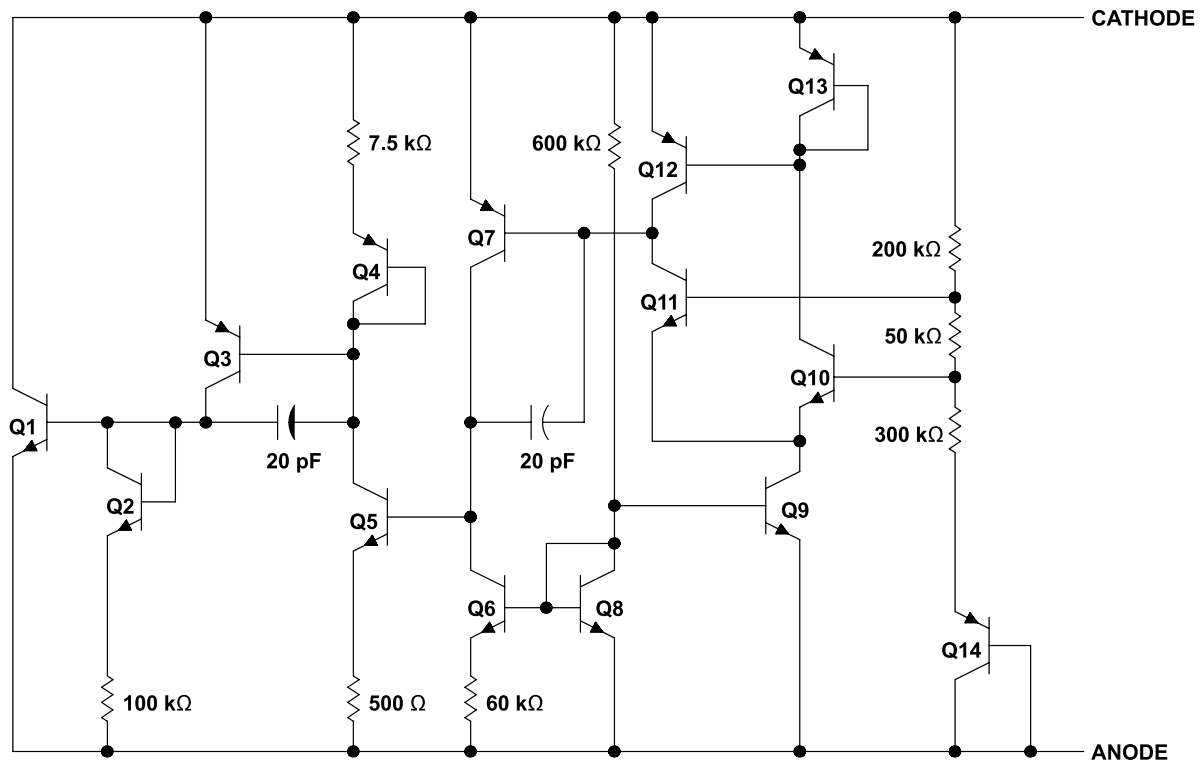 CATHODE
Q13
7.5 kΩ
600 kΩ
Q12
Q7
200 kΩ
Q4
Q11
50 kΩ
Q3
Q10
Q1
300 kΩ
20 pF
20 pF
Q2
Q5
Q9
Q6
Q8
Q14
100 kΩ
500 Ω
60 kΩ
ANODE